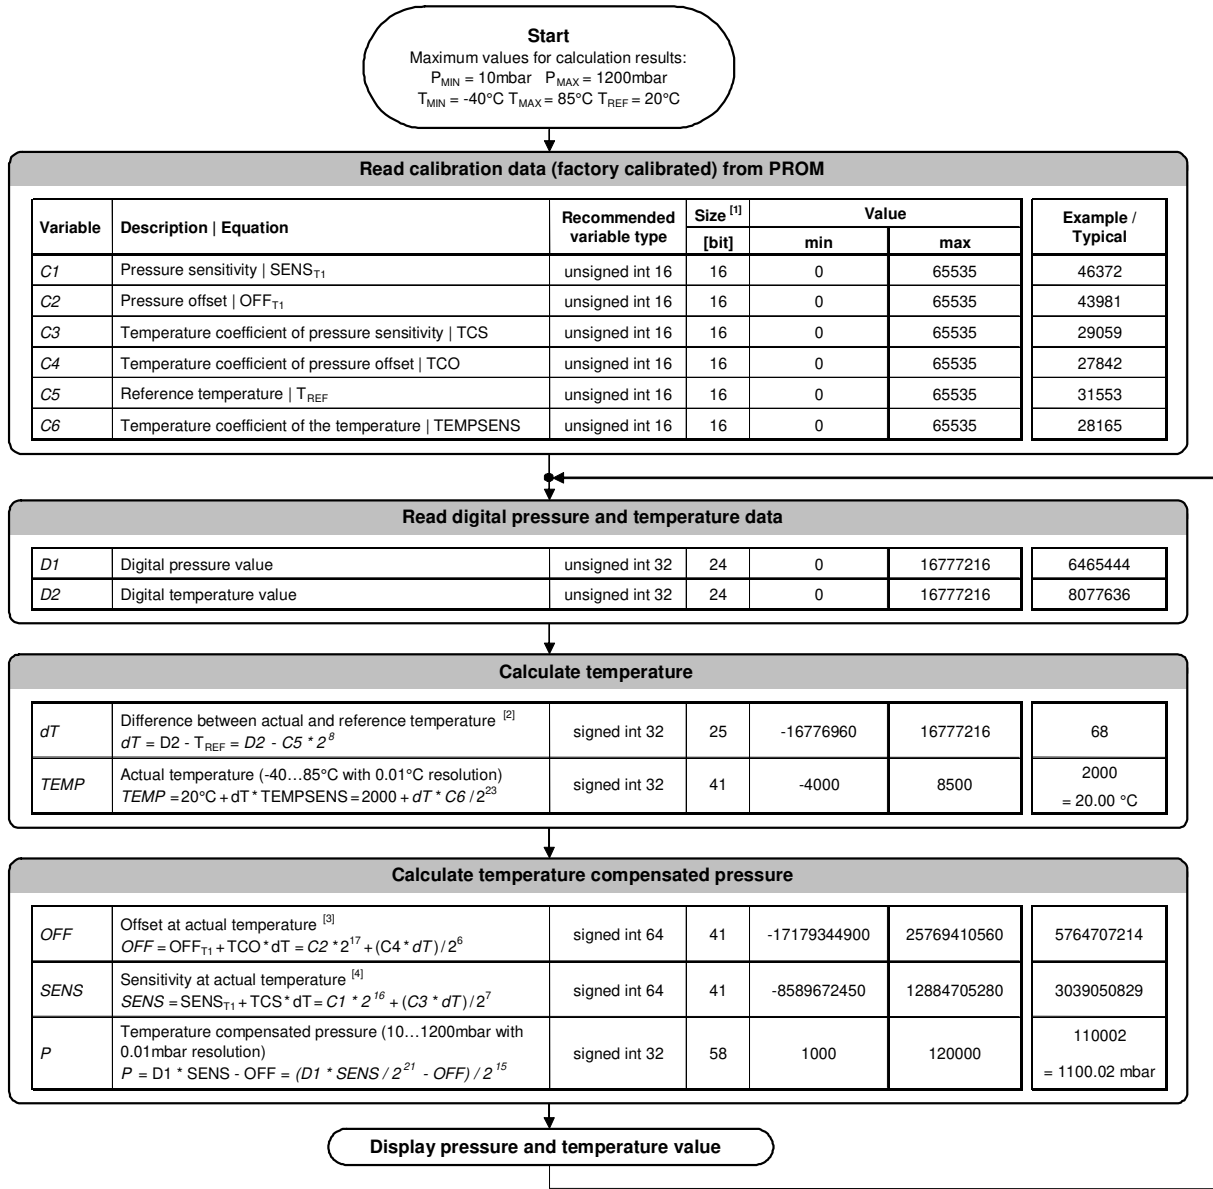 Start
Maximum values for calculation results:
P_MIN = 10mbar P_MAX = 1200mbar
T_MIN = -40°C T_MAX = 85°C T_REF = 20°C
Read calibration data (factory calibrated) from PROM
Variable Description | Equation Recommended variable type Size [1] [bit] Value min max Example / Typical
C1 Pressure sensitivity | SENS_T1 unsigned int 16 16 0 65535 46372
C2 Pressure offset | OFF_T1 unsigned int 16 16 0 65535 43981
C3 Temperature coefficient of pressure sensitivity | TCS unsigned int 16 16 0 65535 29059
C4 Temperature coefficient of pressure offset | TCO unsigned int 16 16 0 65535 27842
C5 Reference temperature | T_REF unsigned int 16 16 0 65535 31553
C6 Temperature coefficient of the temperature | TEMPSENS unsigned int 16 16 0 65535 28165
Read digital pressure and temperature data
D1 Digital pressure value unsigned int 32 24 0 16777216 6465444
D2 Digital temperature value unsigned int 32 24 0 16777216 8077636
Calculate temperature
dT Difference between actual and reference temperature [2]
dT = D2 - T_REF = D2 - C5 * 2^8
signed int 32 25 -16776960 16777216 68
TEMP Actual temperature (-40…85°C with 0.01°C resolution)
TEMP = 20°C + dT * TEMPSENS = 2000 + dT * C6 / 2^23
signed int 32 41 -4000 8500 2000
= 20.00 °C
Calculate temperature compensated pressure
OFF Offset at actual temperature [3]
OFF = OFF_T1 + TCO * dT = C2 * 2^17 + (C4 * dT) / 2^6
signed int 64 41 -17179344900 25769410560 5764707214
SENS Sensitivity at actual temperature [4]
SENS = SENS_T1 + TCS * dT = C1 * 2^16 + (C3 * dT) / 2^7
signed int 64 41 -8589672450 12884705280 3039050829
P Temperature compensated pressure (10…1200mbar with
0.01mbar resolution)
P = D1 * SENS - OFF = (D1 * SENS / 2^21 - OFF) / 2^15
signed int 32 58 1000 120000 110002
= 1100.02 mbar
Display pressure and temperature value